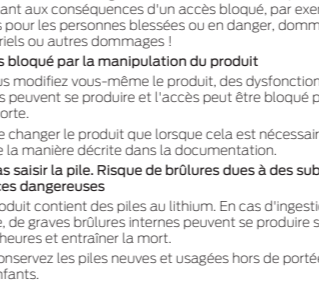 ant aux conséquences d'un accès bloqué, par exem
pour les personnes blessées ou en danger, domm
riels ou autres dommages !
bloqué par la manipulation du produit
us modifiez vous-même le produit, des dysfonction
s peuvent se produire et l'accès peut être bloqué p
orte.
e changer le produit que lorsque cela est nécessair
e la manière décrite dans la documentation.
as saisir la pile. Risque de brûlures dues à des sub
ces dangereuses
oduit contient des piles au lithium. En cas d'ingesti
e, de graves brûlures internes peuvent se produire s
heures et entraîner la mort.
onservez les piles neuves et usagées hors de portée
nfants.